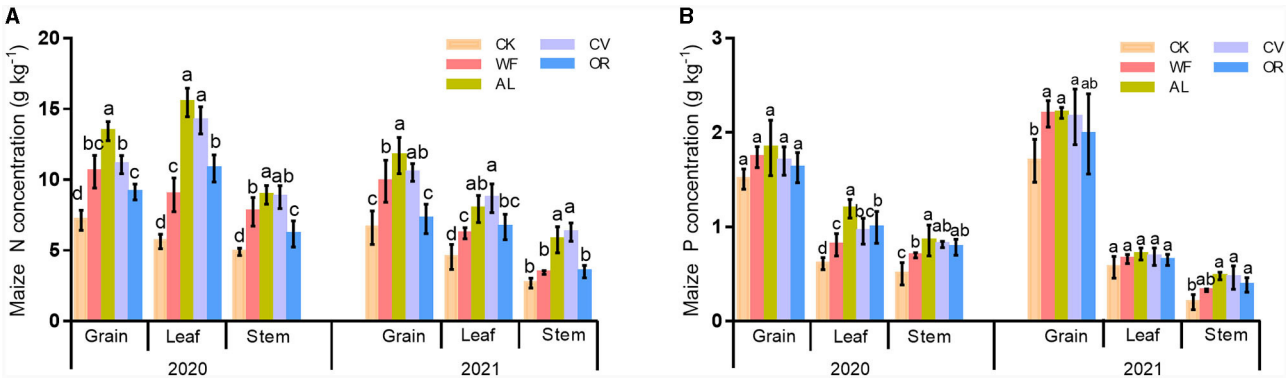 A
Maize N concentration (g kg⁻¹)
20
15
10
5
0
CK
WF
AL
CV
OR
d bc a b c
d c a a b
d b a ab c
c b a ab c
d c ab a bc
b b a a b
Grain Leaf Stem Grain Leaf Stem
2020 2021
B
Maize P concentration (g kg⁻¹)
3
2
1
0
CK
WF
AL
CV
OR
a a a a a
d c a bc b
c b a ab ab
b a a a ab
a a a a a
b ab a a a
Grain Leaf Stem Grain Leaf Stem
2020 2021